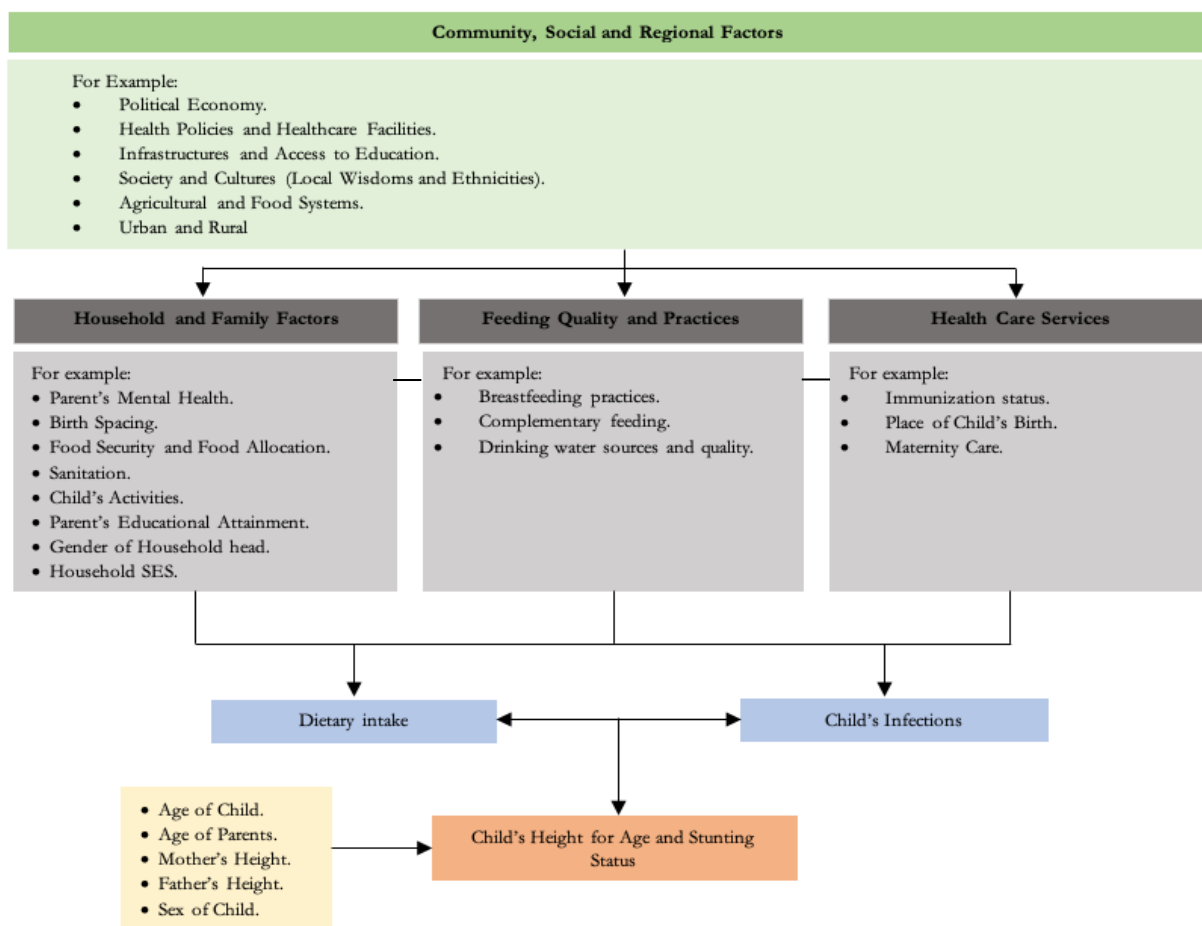 Community, Social and Regional Factors
For Example:
• Political Economy.
• Health Policies and Healthcare Facilities.
• Infrastructures and Access to Education.
• Society and Cultures (Local Wisdoms and Ethnicities).
• Agricultural and Food Systems.
• Urban and Rural
Household and Family Factors
For example:
• Parent's Mental Health.
• Birth Spacing.
• Food Security and Food Allocation.
• Sanitation.
• Child's Activities.
• Parent's Educational Attainment.
• Gender of Household head.
• Household SES.
Feeding Quality and Practices
For example:
• Breastfeeding practices.
• Complementary feeding.
• Drinking water sources and quality.
Health Care Services
For example:
• Immunization status.
• Place of Child's Birth.
• Maternity Care.
Dietary intake
Child's Infections
• Age of Child.
• Age of Parents.
• Mother's Height.
• Father's Height.
• Sex of Child.
Child's Height for Age and Stunting
Status